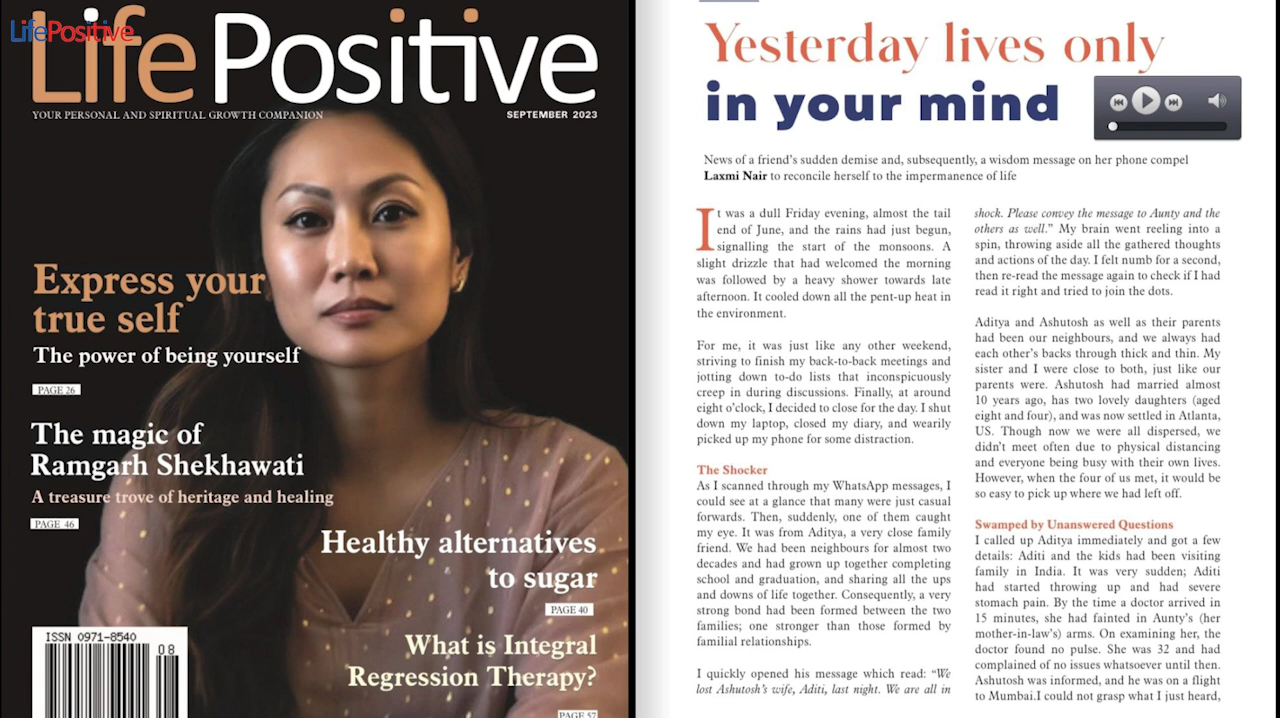 LifePositive
Life Positive
YOUR PERSONAL AND SPIRITUAL GROWTH COMPANION
SEPTEMBER 2023
Express your
true self
The power of being yourself
PAGE 26
The magic of
Ramgarh Shekhawati
A treasure trove of heritage and healing
PAGE 46
Healthy alternatives
to sugar
PAGE 40
What is Integral
Regression Therapy?
PAGE 57
ISSN 0971-8540
08
Yesterday lives only
in your mind
News of a friend's sudden demise and, subsequently, a wisdom message on her phone compel
Laxmi Nair to reconcile herself to the impermanence of life
It was a dull Friday evening, almost the tail
end of June, and the rains had just begun,
signalling the start of the monsoons. A
slight drizzle that had welcomed the morning
was followed by a heavy shower towards late
afternoon. It cooled down all the pent-up heat in
the environment.
For me, it was just like any other weekend,
striving to finish my back-to-back meetings and
jotting down to-do lists that inconspicuously
creep in during discussions. Finally, at around
eight o'clock, I decided to close for the day. I shut
down my laptop, closed my diary, and wearily
picked up my phone for some distraction.
The Shocker
As I scanned through my WhatsApp messages, I
could see at a glance that many were just casual
forwards. Then, suddenly, one of them caught
my eye. It was from Aditya, a very close family
friend. We had been neighbours for almost two
decades and had grown up together completing
school and graduation, and sharing all the ups
and downs of life together. Consequently, a very
strong bond had been formed between the two
families; one stronger than those formed by
familial relationships.
I quickly opened his message which read: “We
lost Ashutosh's wife, Aditi, last night. We are all in
shock. Please convey the message to Aunty and the
others as well.” My brain went reeling into a
spin, throwing aside all the gathered thoughts
and actions of the day. I felt numb for a second,
then re-read the message again to check if I had
read it right and tried to join the dots.
Aditya and Ashutosh as well as their parents
had been our neighbours, and we always had
each other's backs through thick and thin. My
sister and I were close to both, just like our
parents were. Ashutosh had married almost
10 years ago, has two lovely daughters (aged
eight and four), and was now settled in Atlanta,
US. Though now we were all dispersed, we
didn't meet often due to physical distancing
and everyone being busy with their own lives.
However, when the four of us met, it would be
so easy to pick up where we had left off.
Swamped by Unanswered Questions
I called up Aditya immediately and got a few
details: Aditi and the kids had been visiting
family in India. It was very sudden; Aditi
had started throwing up and had severe
stomach pain. By the time a doctor arrived in
15 minutes, she had fainted in Aunty's (her
mother-in-law's) arms. On examining her, the
doctor found no pulse. She was 32 and had
complained of no issues whatsoever until then.
Ashutosh was informed, and he was on a flight
to Mumbai.I could not grasp what I just heard,